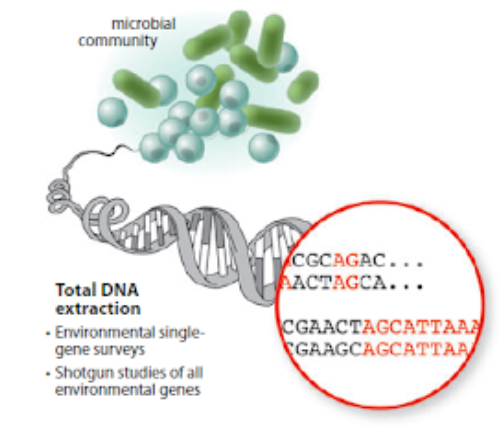 microbial
community
CGCAGAC...
AACTAGCA...
CGAACTAGCATTAAA
CGAAGCAGCATTAA
Total DNA
extraction
• Environmental single-
gene surveys
• Shotgun studies of all
environmental genes